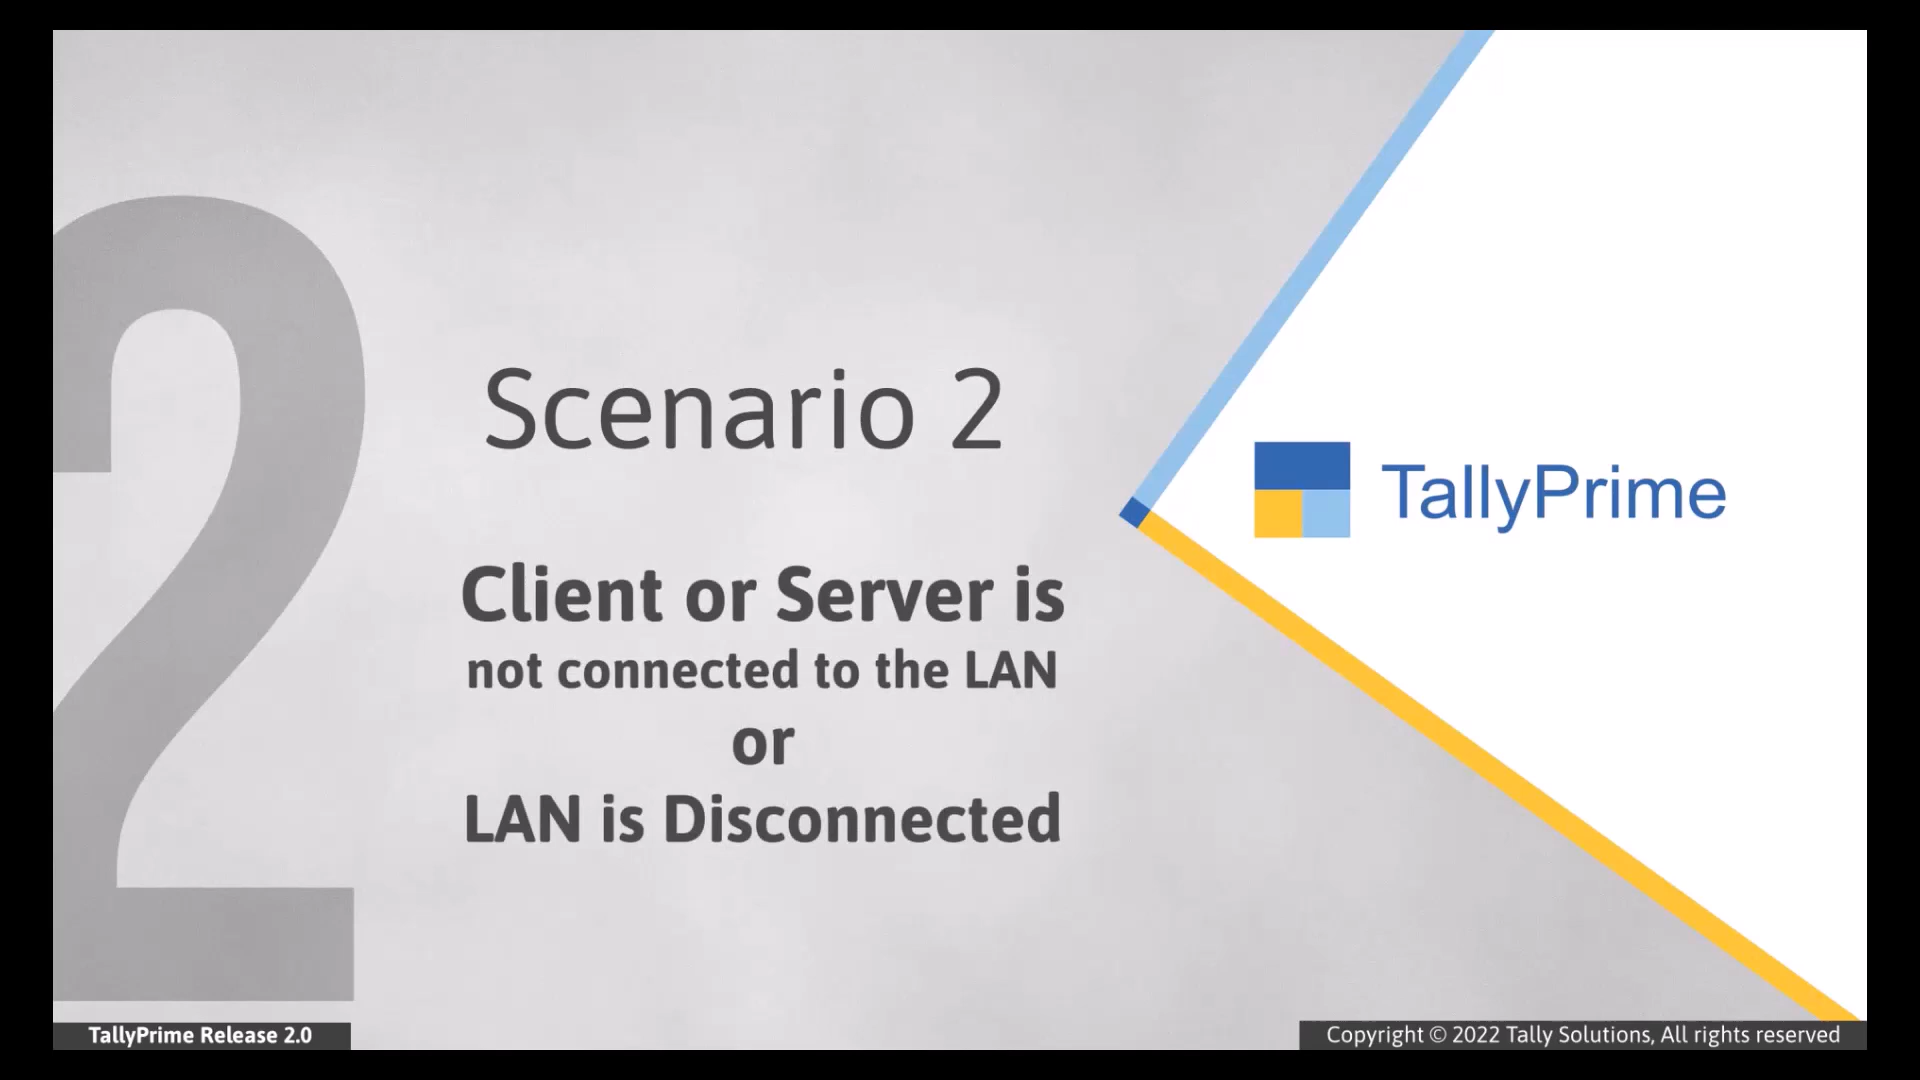 2
Scenario 2
Client or Server is
not connected to the LAN
or
LAN is Disconnected
TallyPrime
TallyPrime Release 2.0
Copyright © 2022 Tally Solutions, All rights reserved